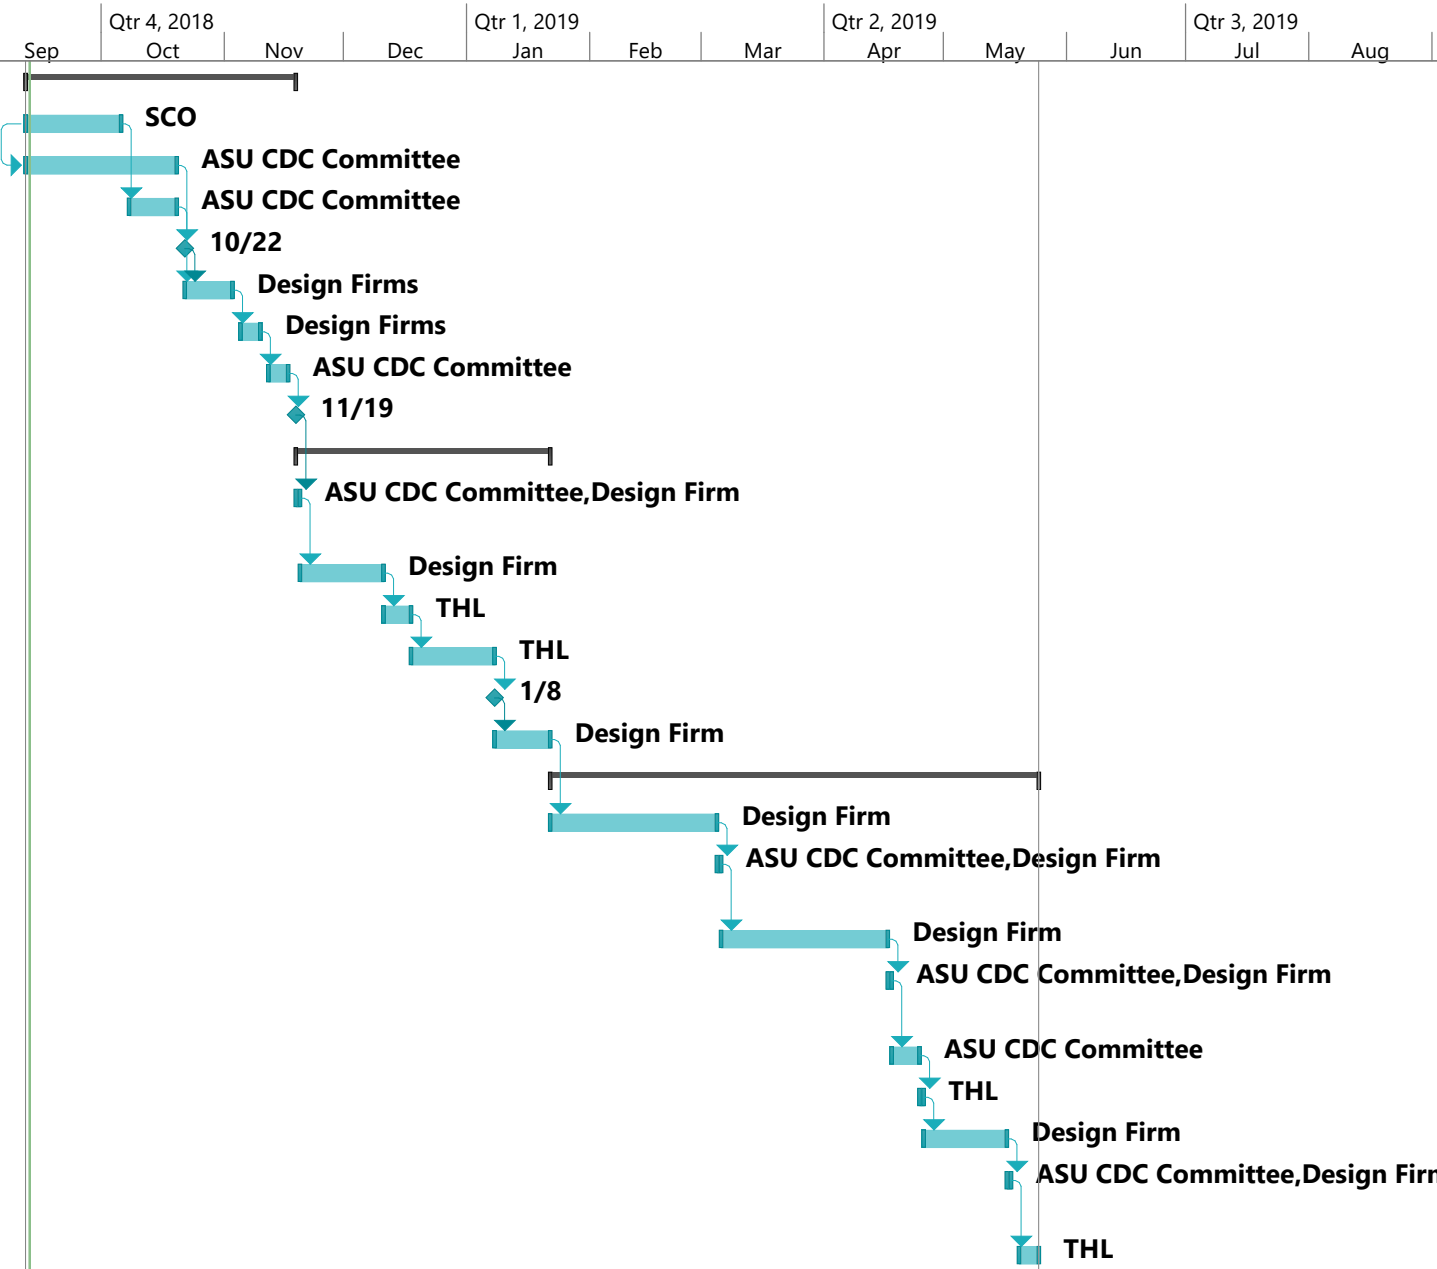 Qtr 4, 2018 Qtr 1, 2019 Qtr 2, 2019 Qtr 3, 2019
Sep Oct Nov Dec Jan Feb Mar Apr May Jun Jul Aug
SCO
ASU CDC Committee
ASU CDC Committee
10/22
Design Firms
Design Firms
ASU CDC Committee
11/19
ASU CDC Committee,Design Firm
Design Firm
THL
THL
1/8
Design Firm
Design Firm
ASU CDC Committee,Design Firm
Design Firm
ASU CDC Committee,Design Firm
ASU CDC Committee
THL
Design Firm
ASU CDC Committee,Design
THL